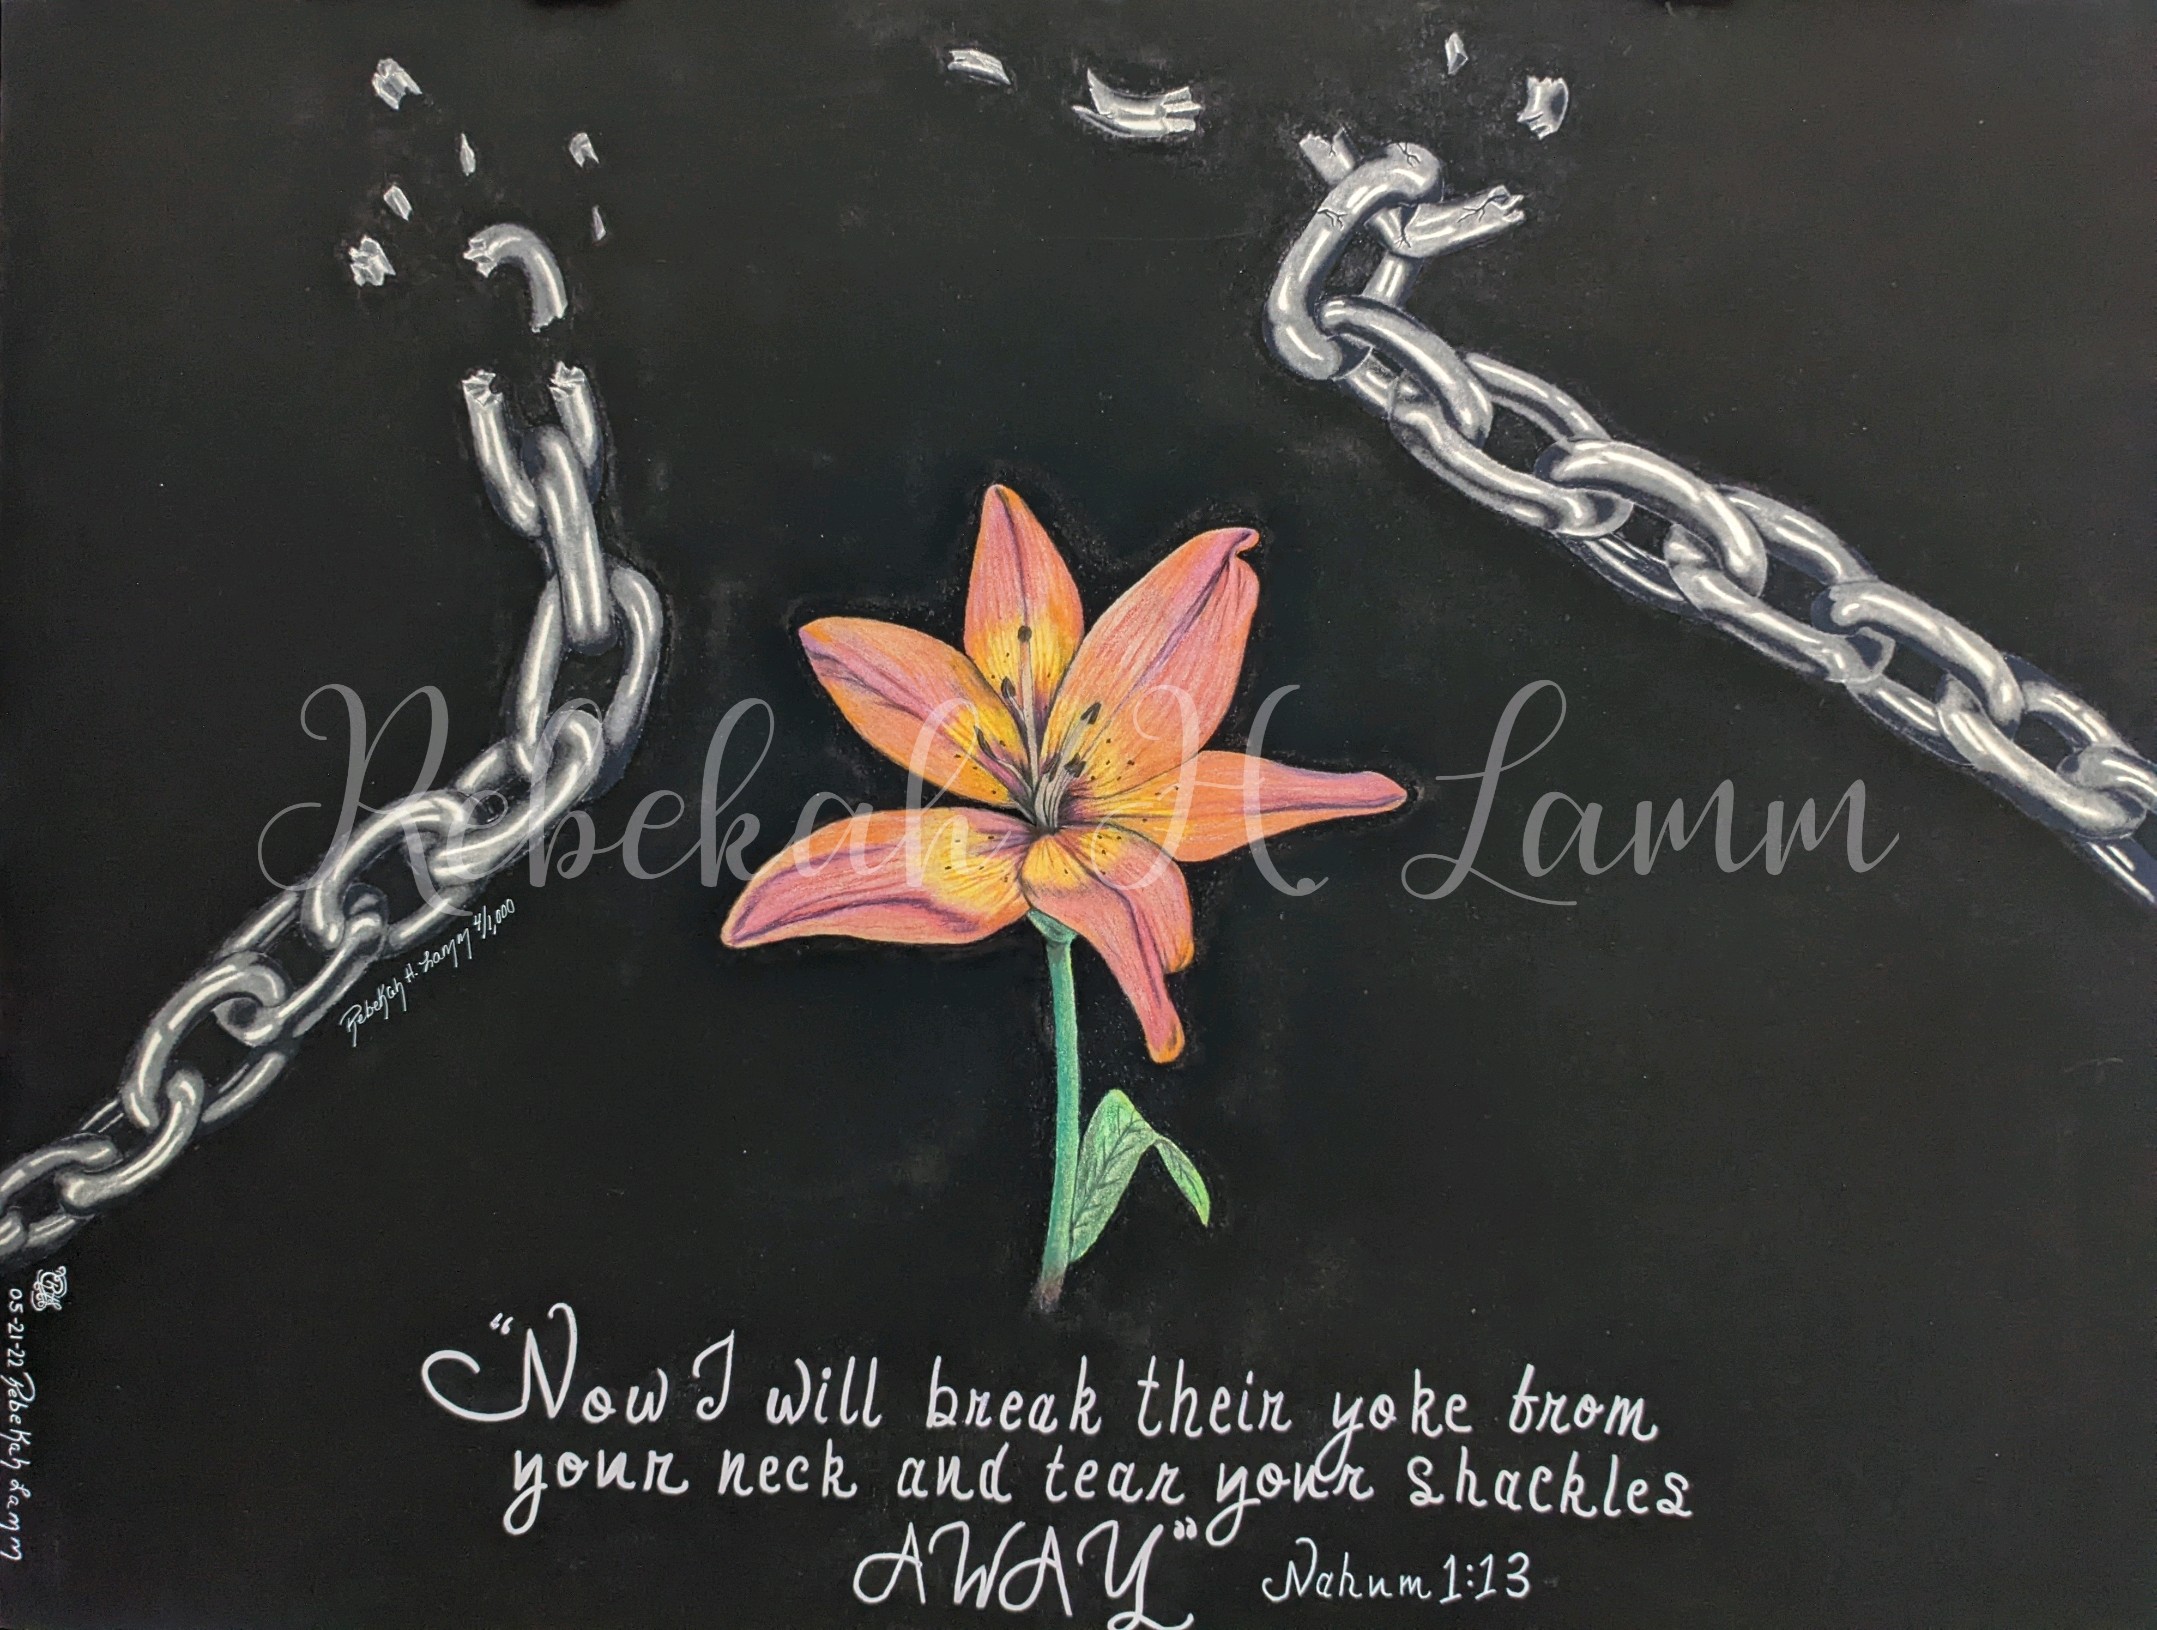 Rebekah H. Lamm
Rebekah H. Lamm 4/1,000
05-21-22 Rebekah Lamm
"Now I will break their yoke from
your neck and tear your shackles
AWAY" Nahum 1:13